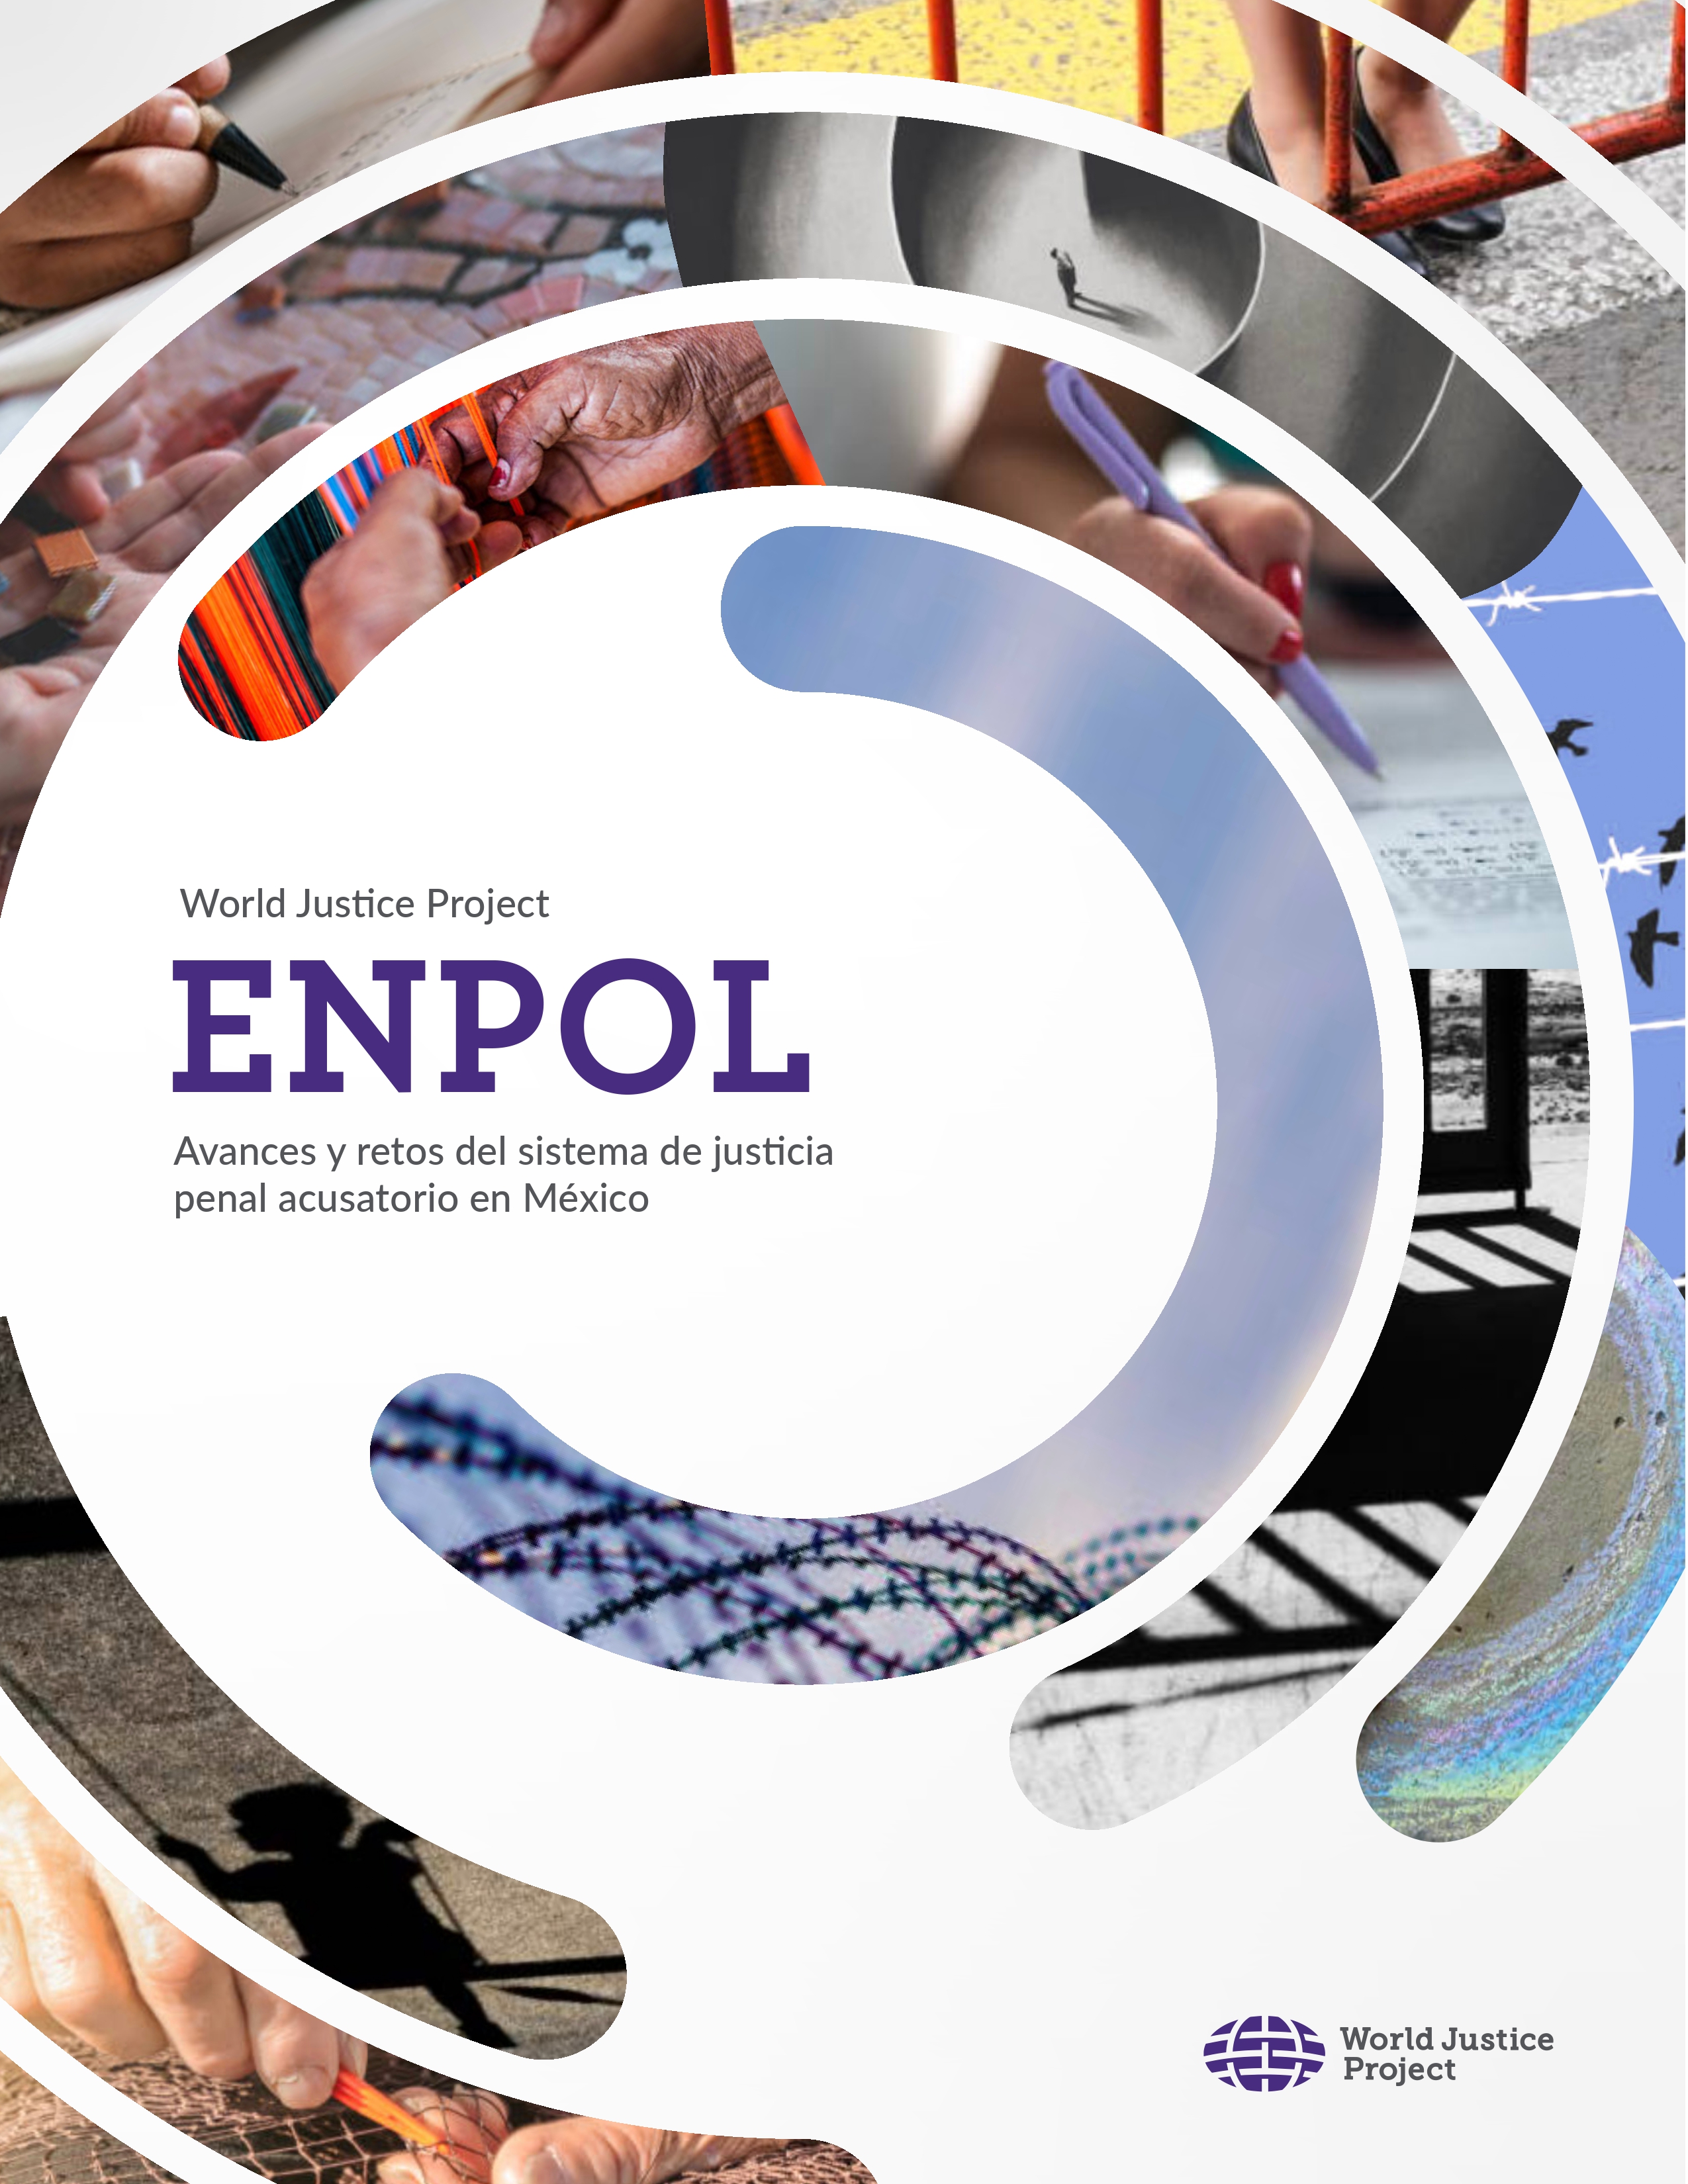 World Justice Project
ENPOL
Avances y retos del sistema de justicia
penal acusatorio en México
World Justice
Project